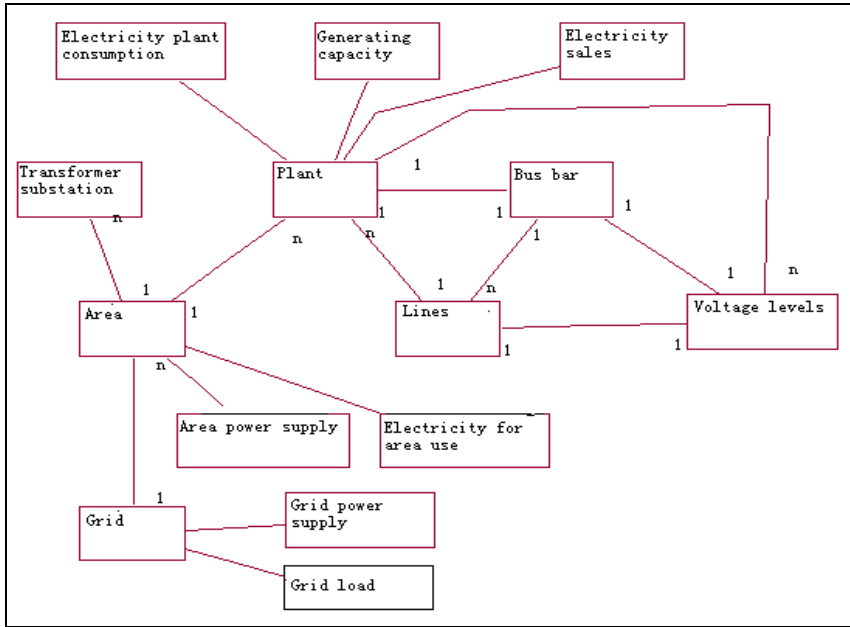 Electricity plant
consumption
Generating
capacity
Electricity
sales
Transformer
substation
n
Plant
1
Bus bar
1
1
1
n
n
1
1
n
1
1
n
1
Area
1
Lines
Voltage levels
1
1
n
Area power supply
Electricity for
area use
1
Grid
Grid power
supply
Grid load